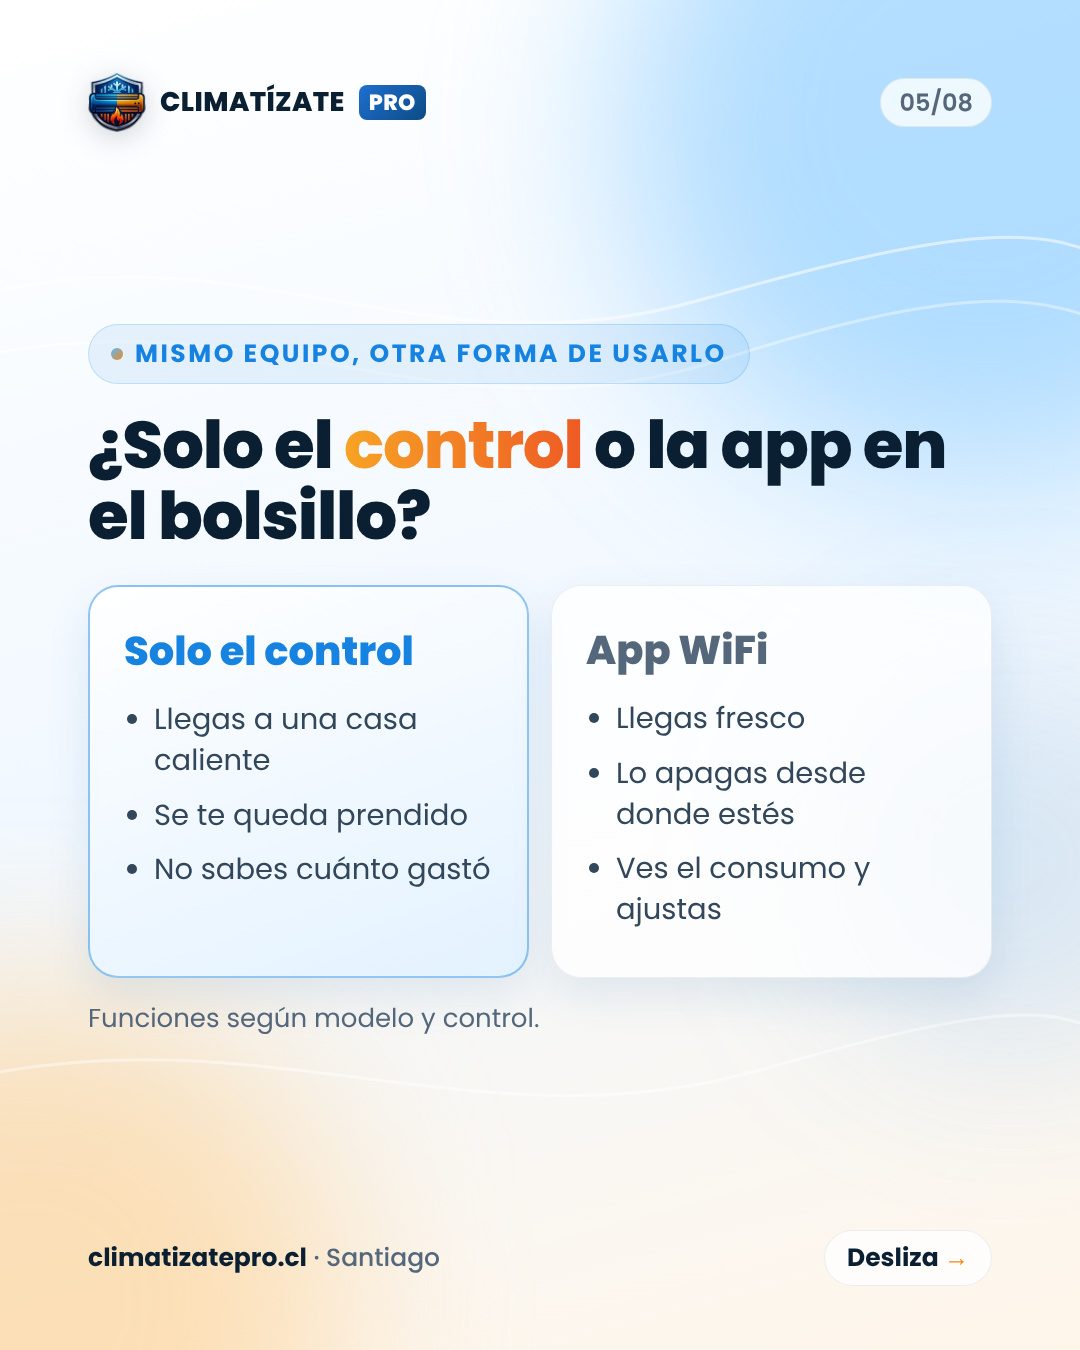 CLIMATÍZATE PRO
05/08
MISMO EQUIPO, OTRA FORMA DE USARLO
¿Solo el control o la app en
el bolsillo?
Solo el control
• Llegas a una casa
caliente
• Se te queda prendido
• No sabes cuánto gastó
App WiFi
• Llegas fresco
• Lo apagas desde
donde estés
• Ves el consumo y
ajustas
Funciones según modelo y control.
climatizatepro.cl · Santiago
Desliza →